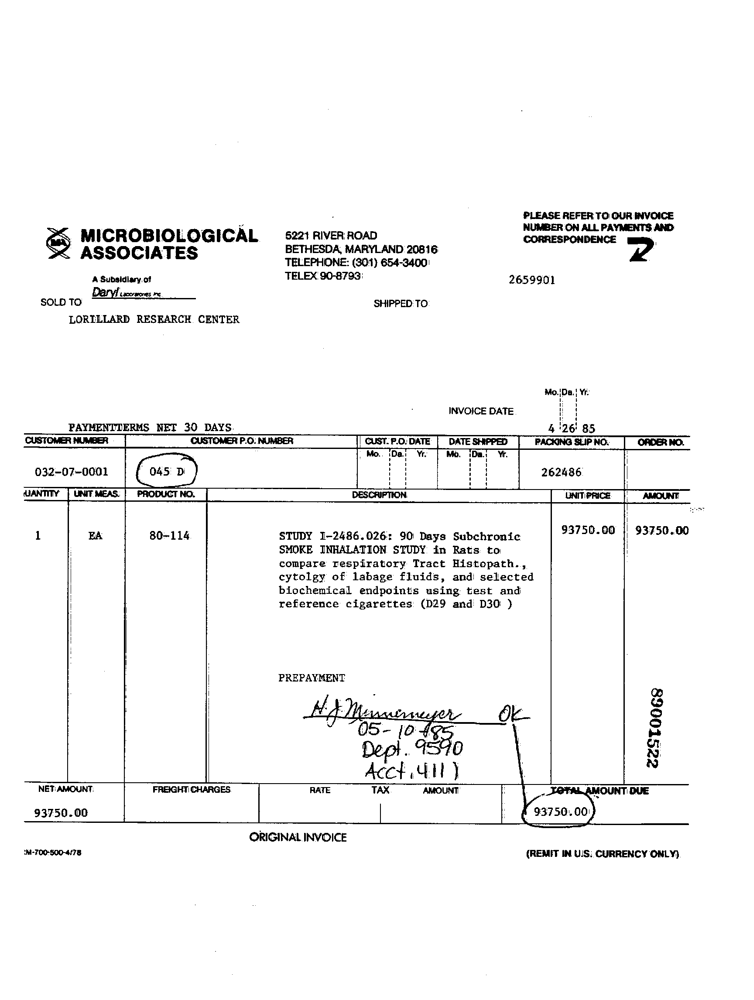 PLEASE REFER TO OUR INVOICE
NUMBER ON ALL PAYMENTS AND
CORRESPONDENCE
MICROBIOLOGICAL
ASSOCIATES
A Subsidiary of
Daryl LABORATORIES INC
5221 RIVER ROAD
BETHESDA, MARYLAND 20816
TELEPHONE: (301) 654-3400
TELEX 90-8793
2659901
SOLD TO
SHIPPED TO
LORILLARD RESEARCH CENTER
Mo. Da. Yr.
INVOICE DATE
PAYMENTTERMS NET 30 DAYS
4 26 85
CUSTOMER NUMBER CUSTOMER P.O. NUMBER CUST. P.O. DATE DATE SHIPPED PACKING SLIP NO. ORDER NO.
Mo. Da. Yr. Mo. Da. Yr.
032-07-0001 045 D 262486
UANTITY UNIT MEAS. PRODUCT NO. DESCRIPTION UNIT PRICE AMOUNT
1 EA 80-114 STUDY I-2486.026: 90 Days Subchronic 93750.00 93750.00
SMOKE INHALATION STUDY in Rats to
compare respiratory Tract Histopath.,
cytolgy of labage fluids, and selected
biochemical endpoints using test and
reference cigarettes (D29 and D30 )
PREPAYMENT
H.J. Minnemeyer OK
05-10-85
Dept. 9590
Acct. 4111
89001522
NET AMOUNT FREIGHT CHARGES RATE TAX AMOUNT TOTAL AMOUNT DUE
93750.00 93750.00
ORIGINAL INVOICE
M-700-500-4/78
(REMIT IN U.S. CURRENCY ONLY)